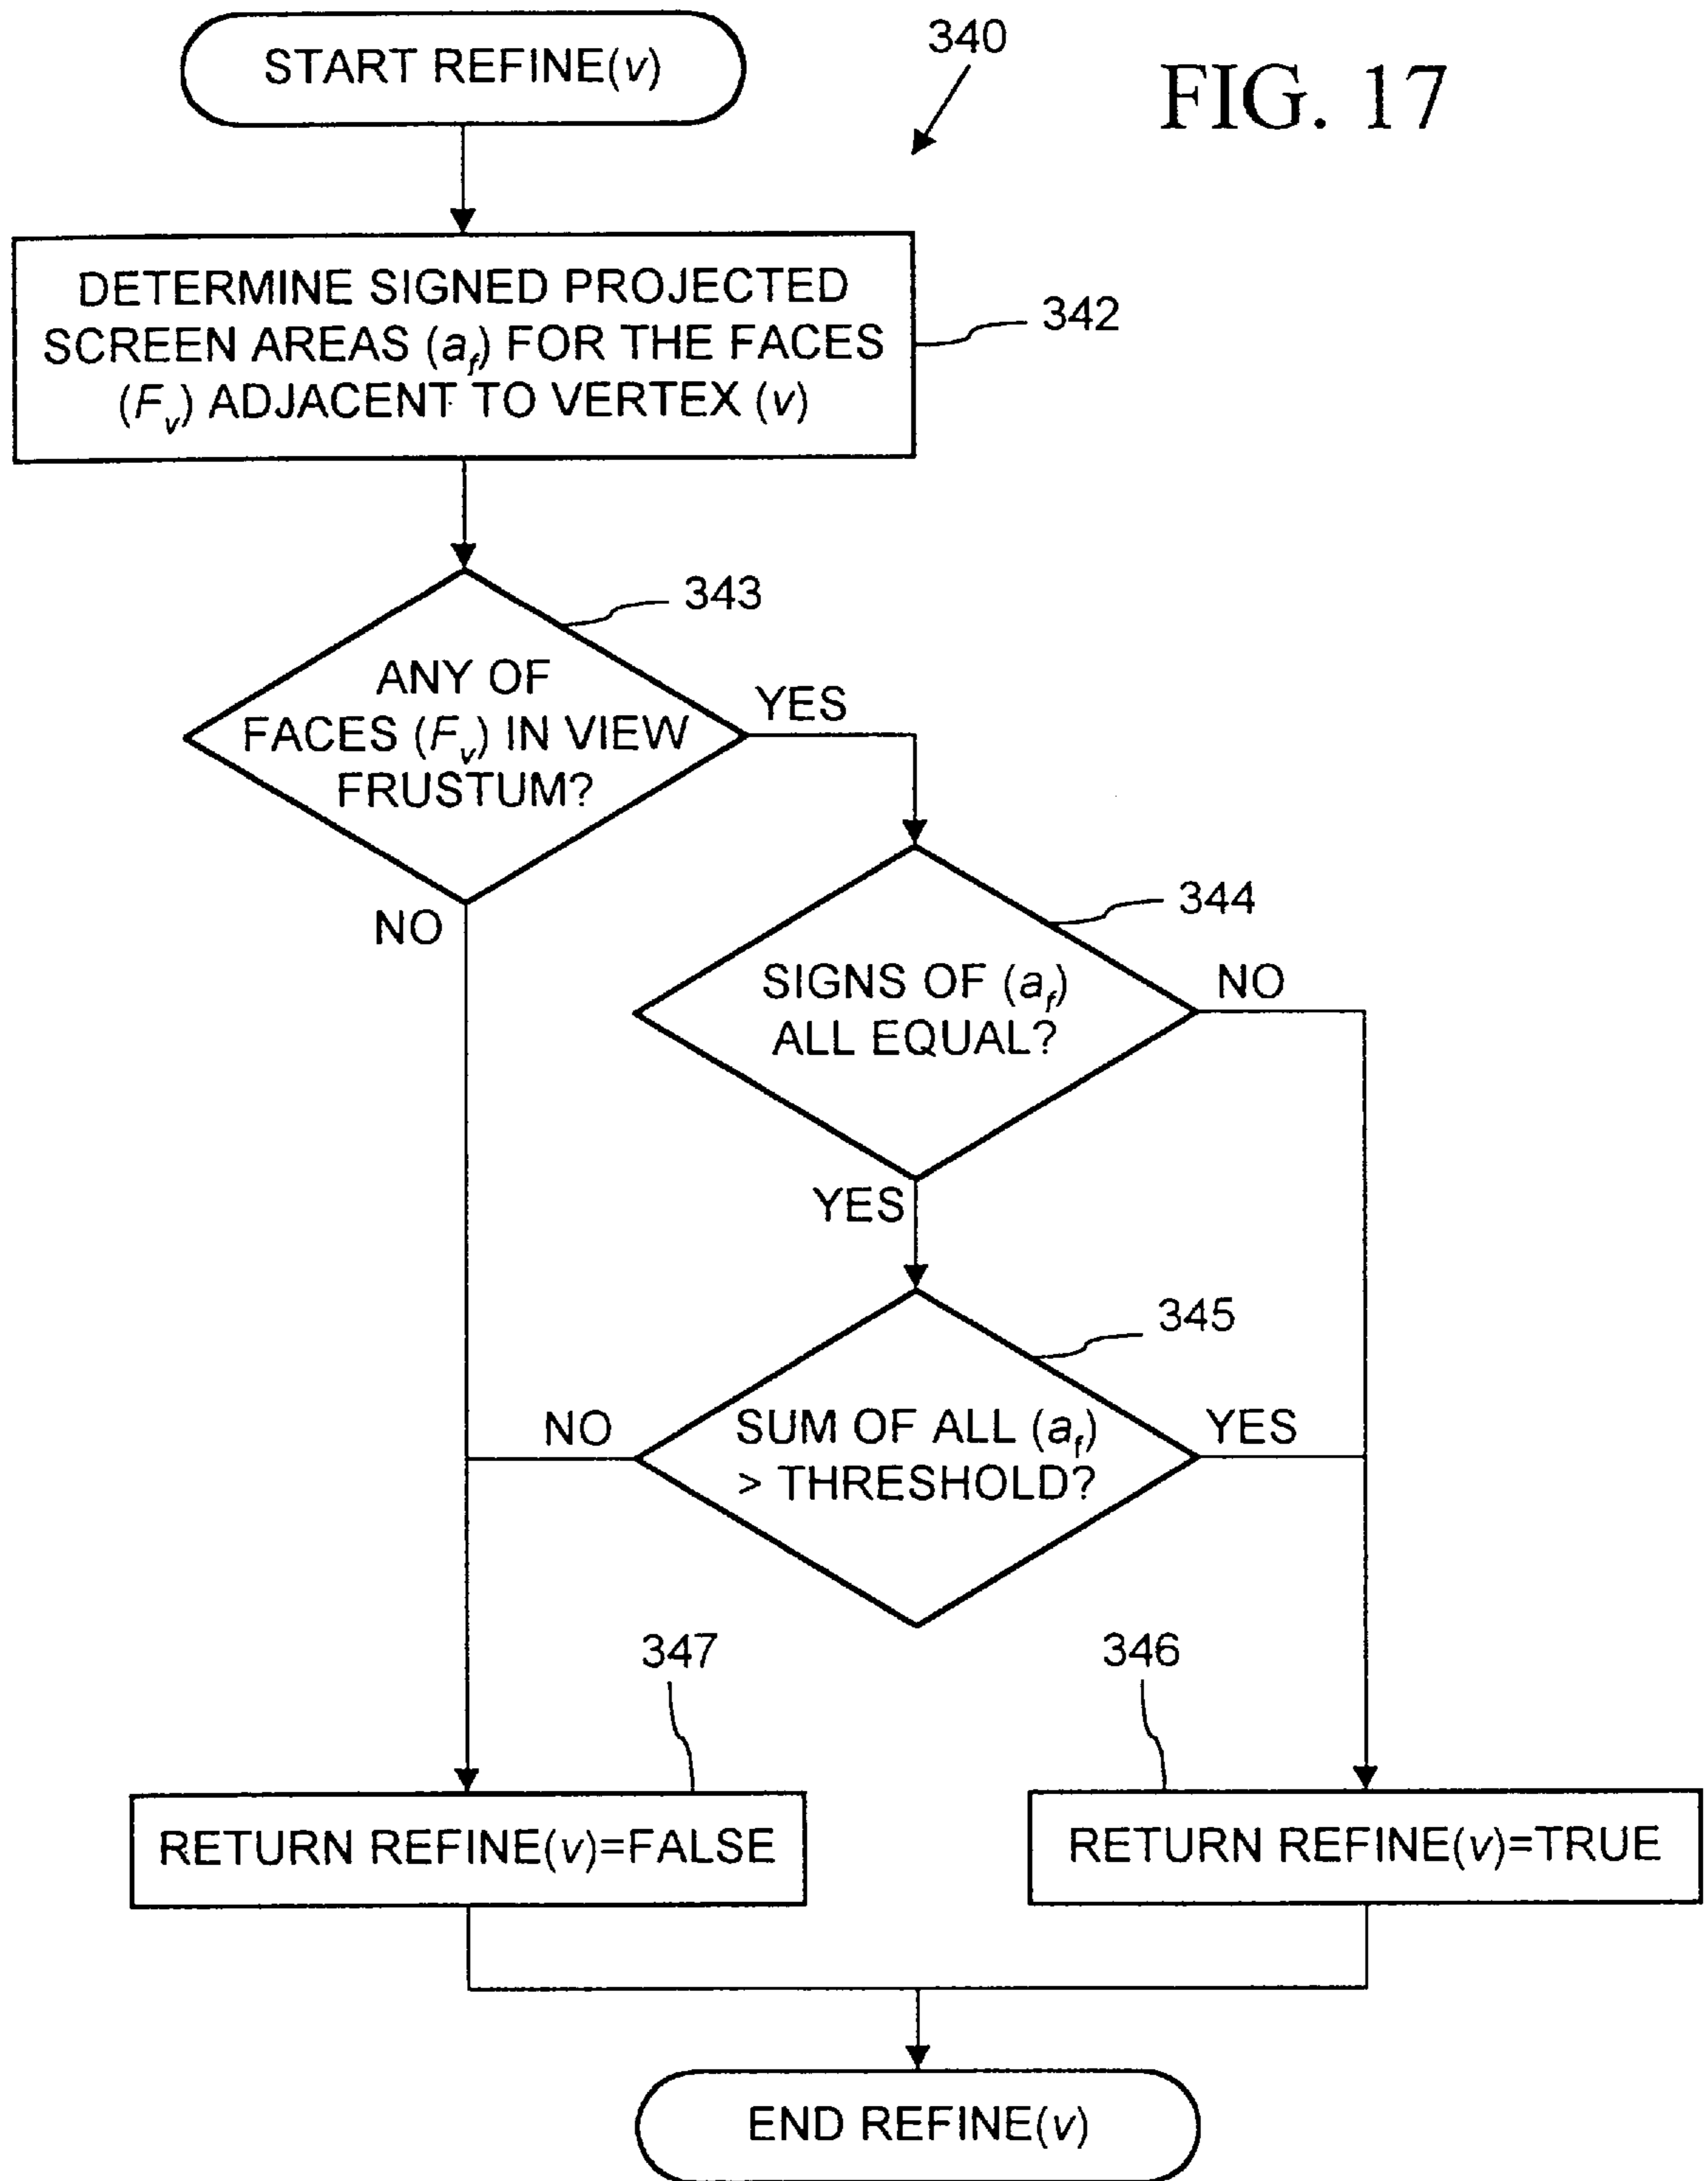 START REFINE(v)
340
FIG. 17
DETERMINE SIGNED PROJECTED
SCREEN AREAS (af) FOR THE FACES
(Fv) ADJACENT TO VERTEX (v)
342
343
ANY OF
FACES (Fv) IN VIEW
FRUSTUM?
YES
NO
344
SIGNS OF (af)
ALL EQUAL?
NO
YES
345
SUM OF ALL (af)
> THRESHOLD?
NO
YES
347
346
RETURN REFINE(v)=FALSE
RETURN REFINE(v)=TRUE
END REFINE(v)